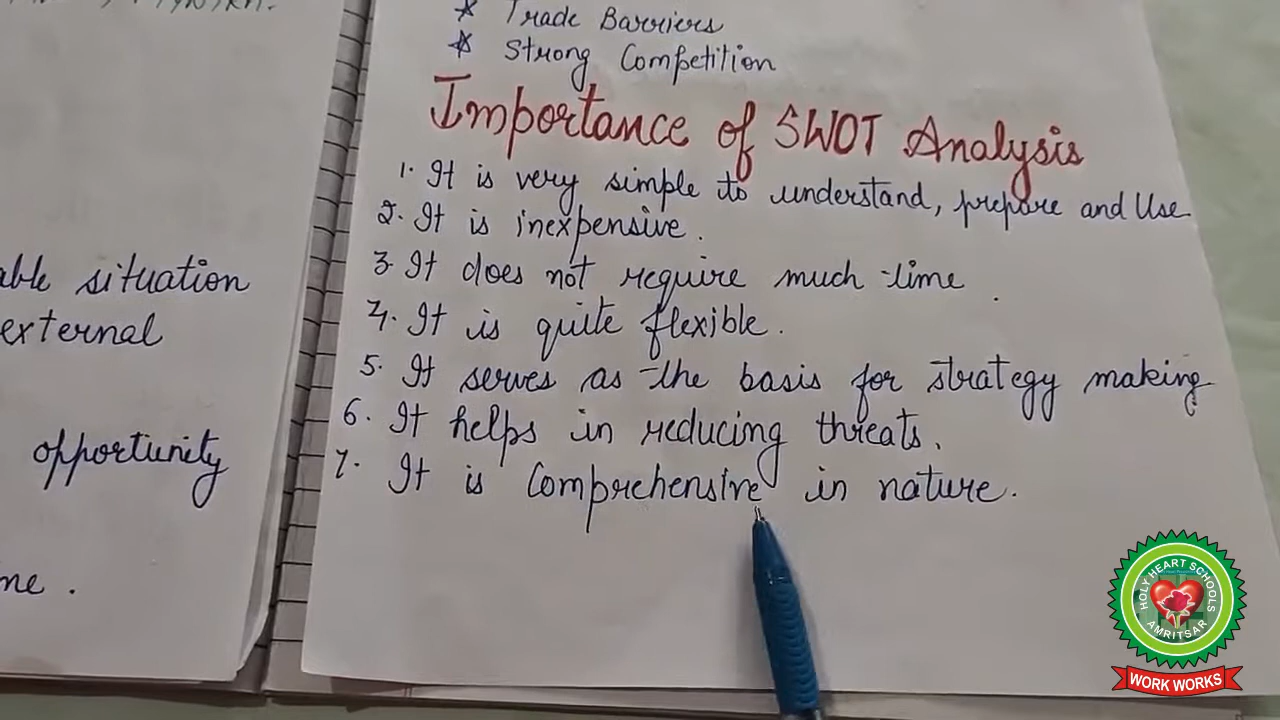 able situation
external
opportunity
me .
* Trade Barriers
* Strong Competition
Importance of SWOT Analysis
1. It is very simple to understand, prepare and Use
2. It is inexpensive.
3. It does not require much time .
4. It is quite flexible.
5. It serves as the basis for strategy making
6. It helps in reducing threats.
7. It is Comprehensive in nature.
HOLY HEART SCHOOLS
AMRITSAR
WORK WORKS